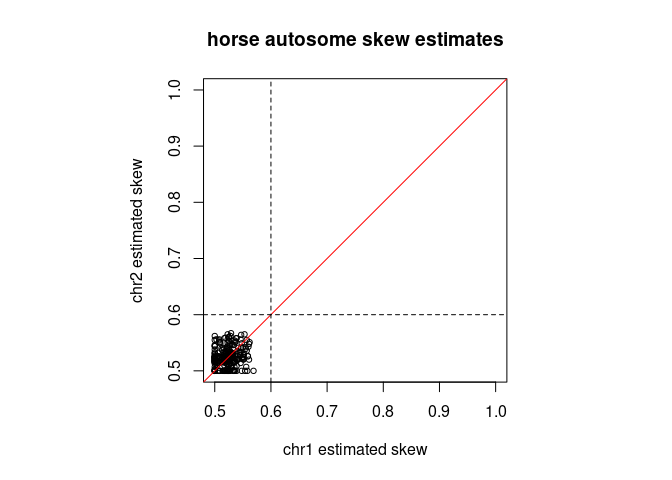 horse autosome skew estimates
1.0
0.9
0.8
0.7
0.6
0.5
chr2 estimated skew
0.5 0.6 0.7 0.8 0.9 1.0
chr1 estimated skew